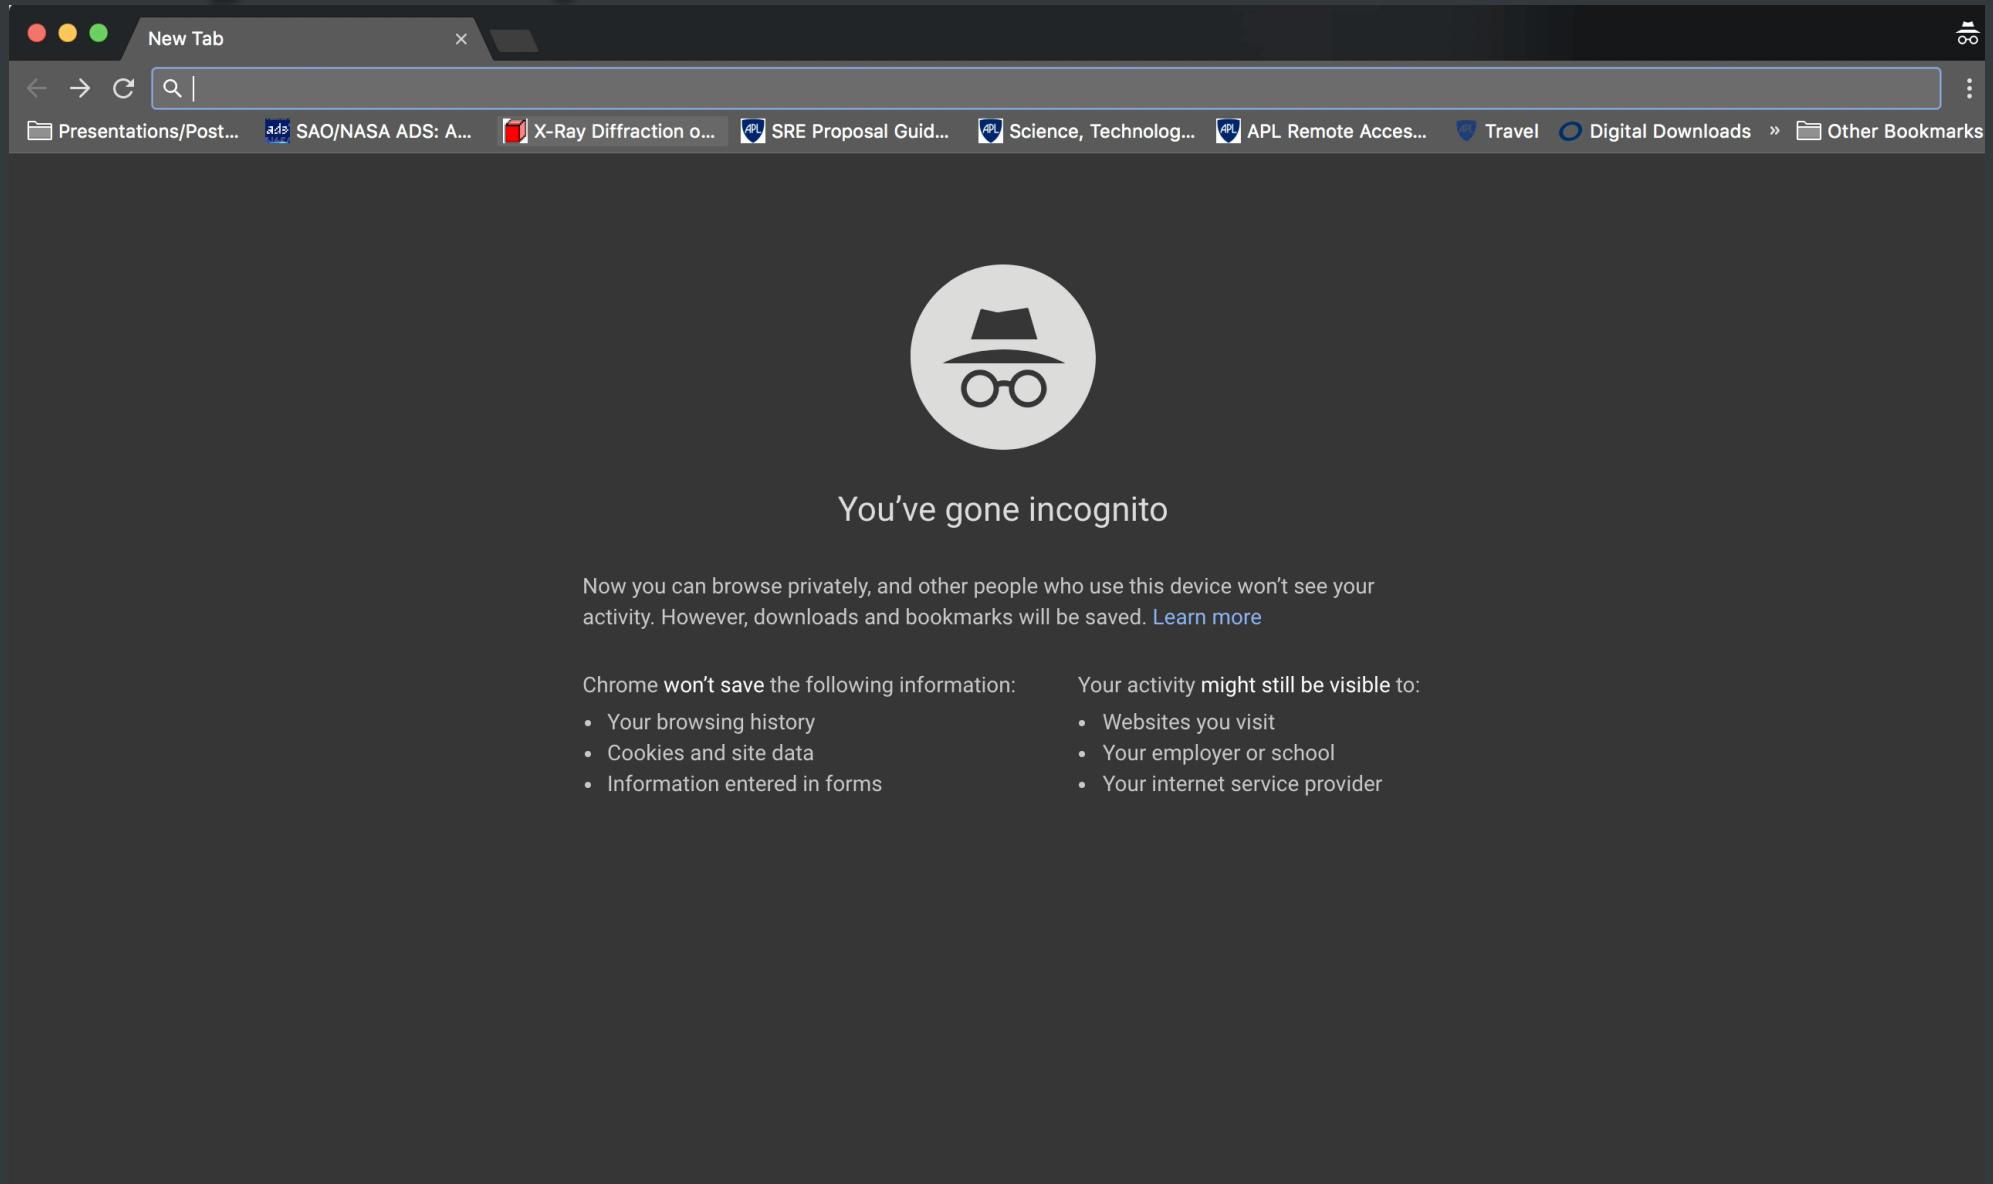 New Tab
Presentations/Post... SAO/NASA ADS: A... X-Ray Diffraction o... SRE Proposal Guid... Science, Technolog... APL Remote Acces... Travel Digital Downloads » Other Bookmarks
You’ve gone incognito
Now you can browse privately, and other people who use this device won’t see your
activity. However, downloads and bookmarks will be saved. Learn more
Chrome won’t save the following information:
• Your browsing history
• Cookies and site data
• Information entered in forms
Your activity might still be visible to:
• Websites you visit
• Your employer or school
• Your internet service provider